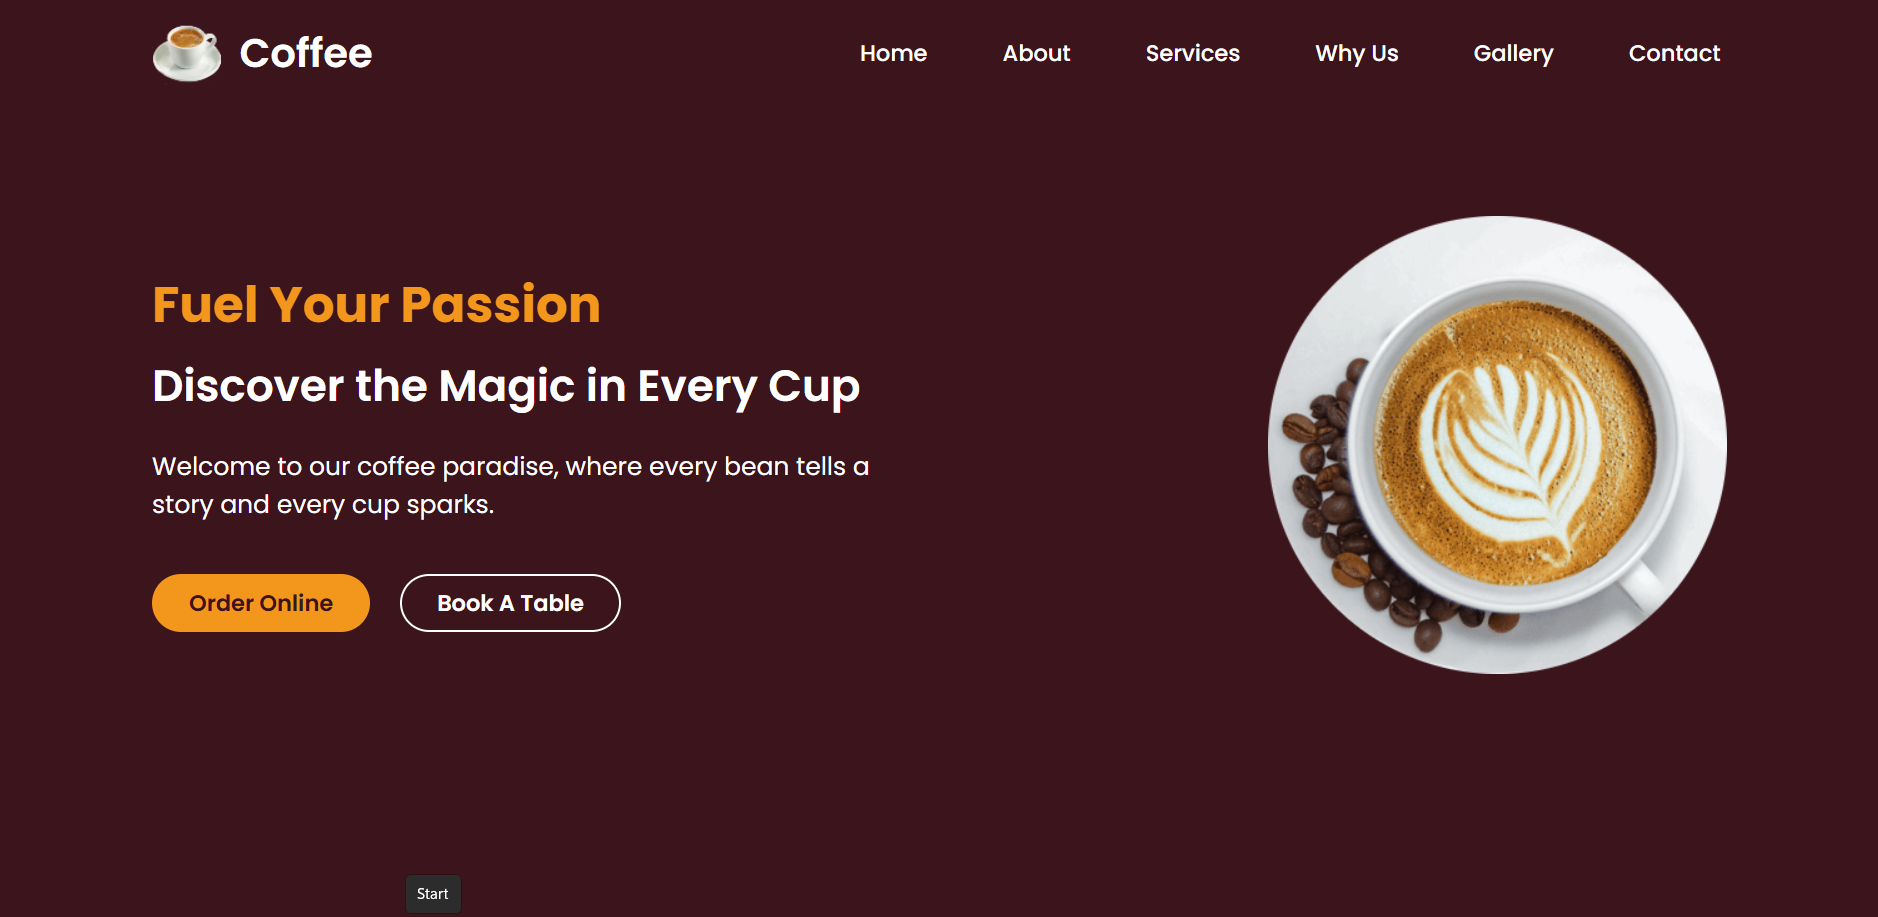 Coffee
Home
About
Services
Why Us
Gallery
Contact
Fuel Your Passion
Discover the Magic in Every Cup
Welcome to our coffee paradise, where every bean tells a
story and every cup sparks.
Order Online
Book A Table
Start